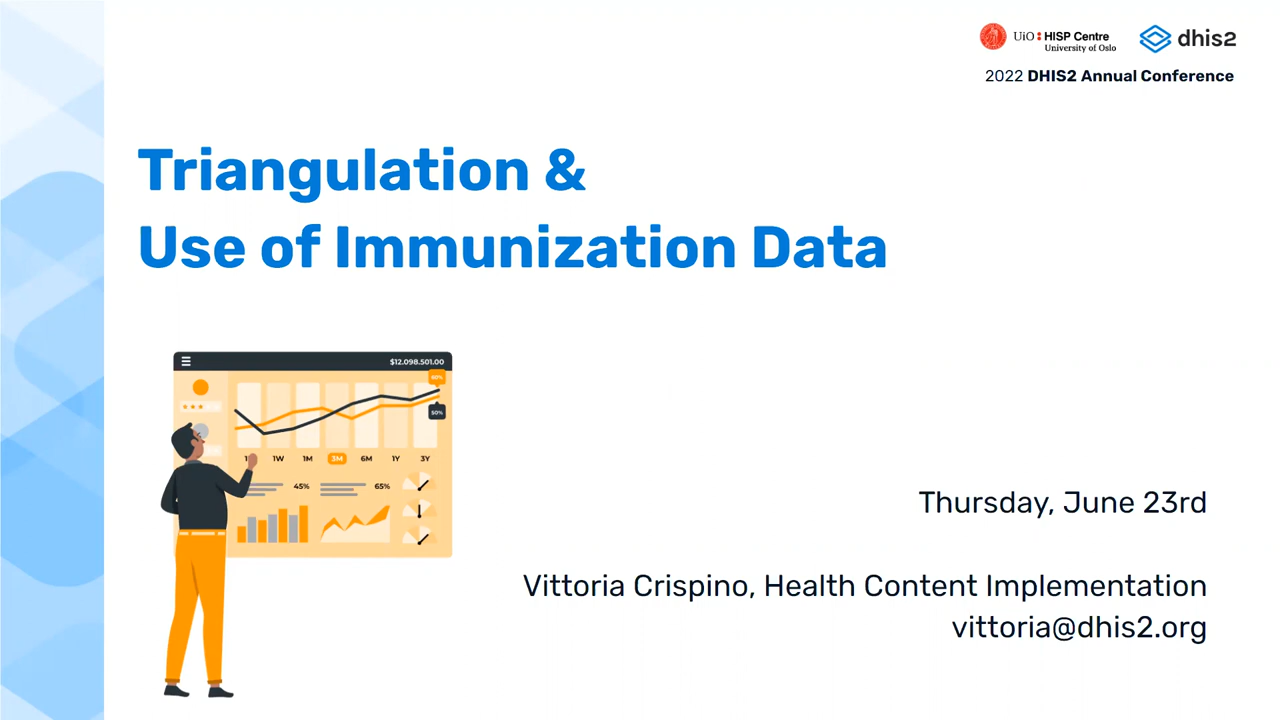 UiO: HISP Centre
University of Oslo
dhis2
2022 DHIS2 Annual Conference
Triangulation &
Use of Immunization Data
$12.098.501.00
60%
50%
1W 1M 3M 6M 1Y 3Y
45% 65%
Thursday, June 23rd
Vittoria Crispino, Health Content Implementation
vittoria@dhis2.org